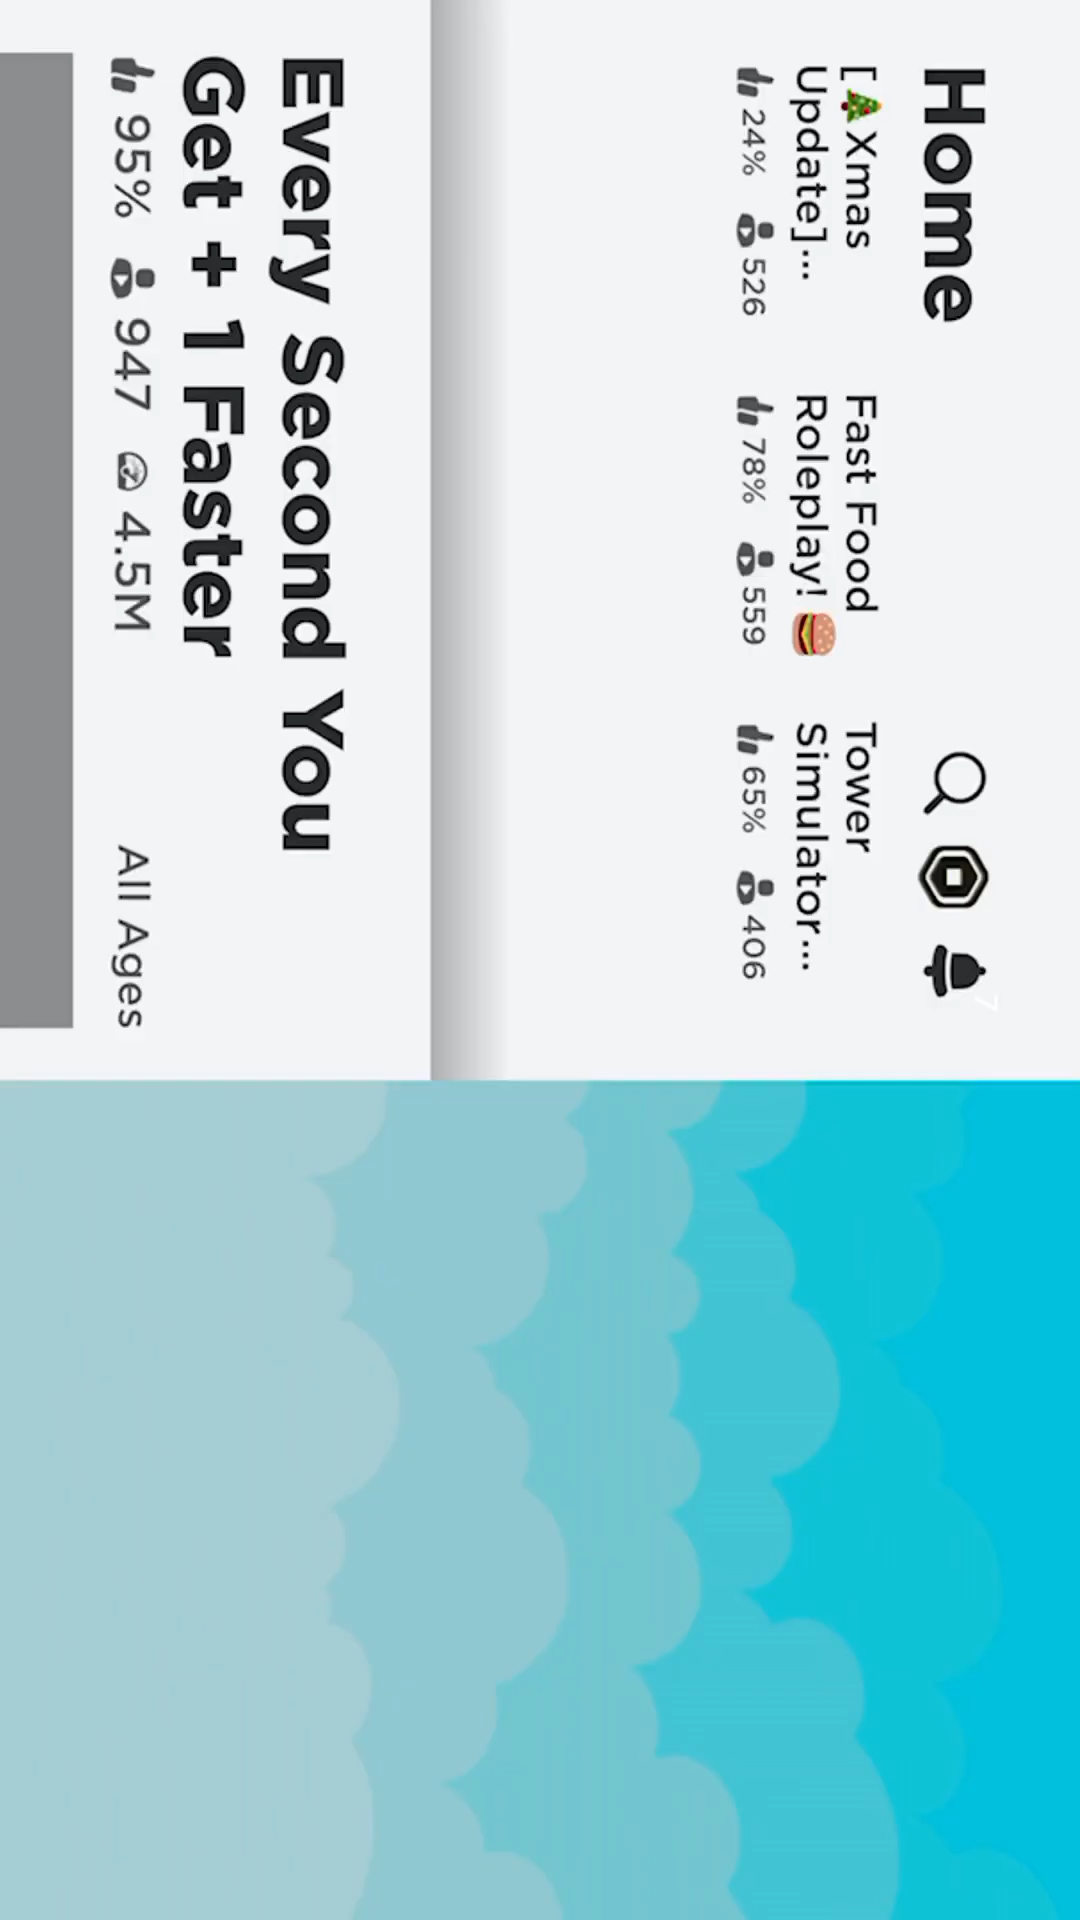 Home
7
[🎄Xmas
Update]...
24% 526
Fast Food
Roleplay! 🍔
78% 559
Tower
Simulator...
65% 406
Every Second You
Get + 1 Faster
95% 947 4.5M
All Ages